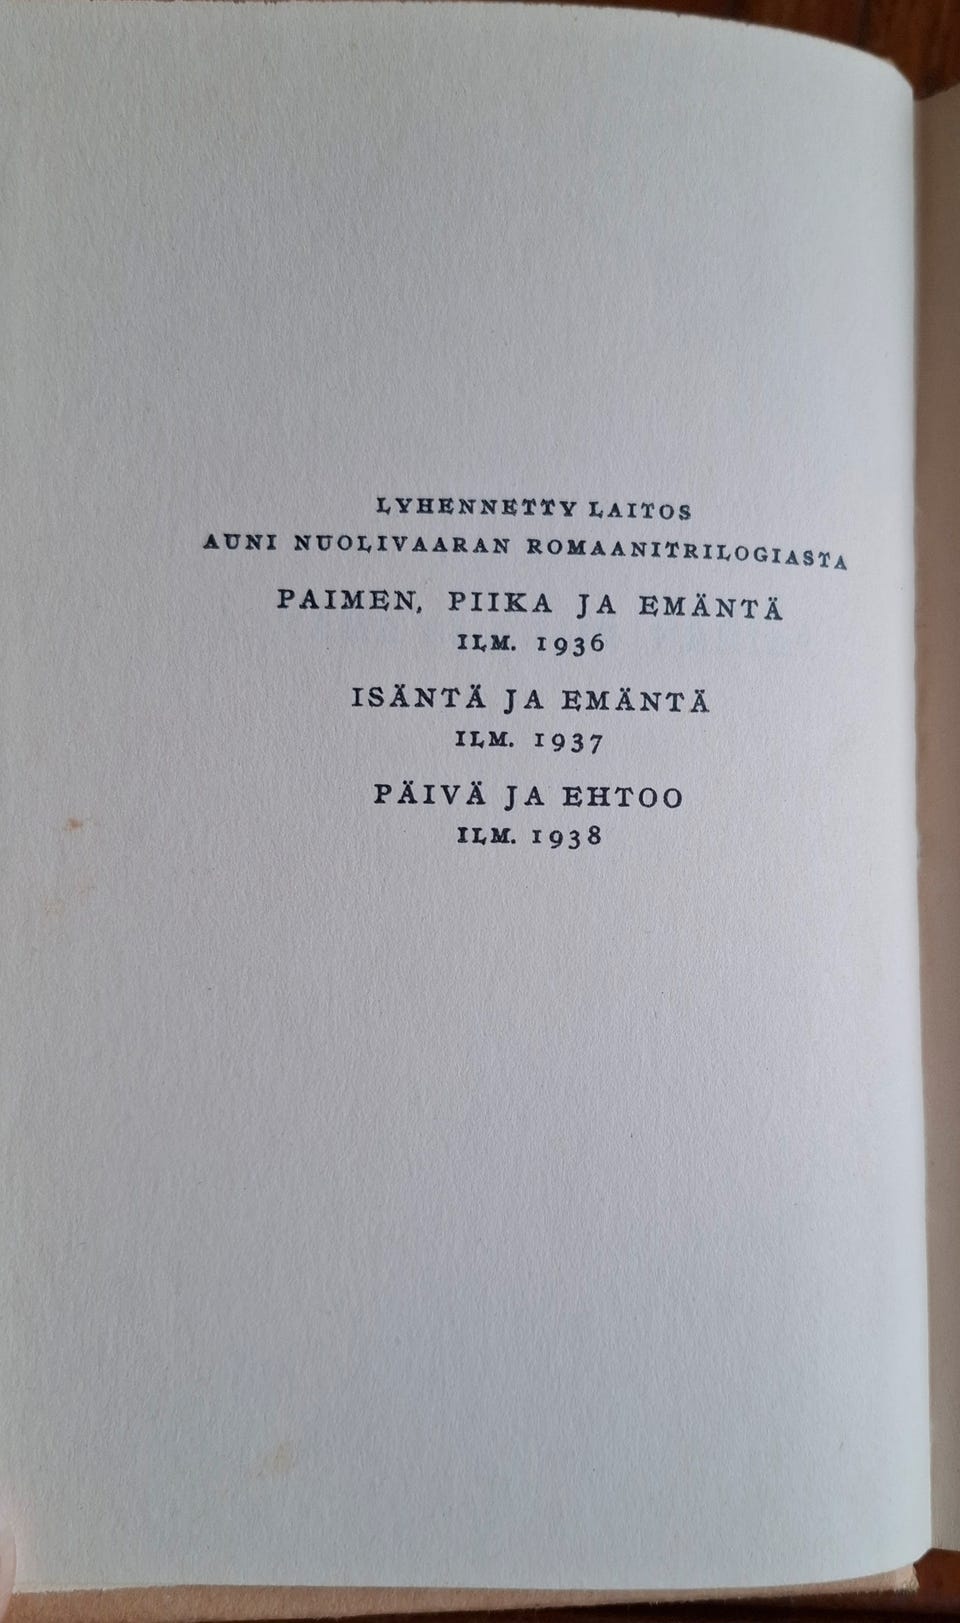 LYHENNETTY LAITOS
AUNI NUOLIVAARAN ROMAANITRILOGIASTA
PAIMEN, PIIKA JA EMÄNTÄ
ILM. 1936
ISÄNTÄ JA EMÄNTÄ
ILM. 1937
PÄIVÄ JA EHTOO
ILM. 1938